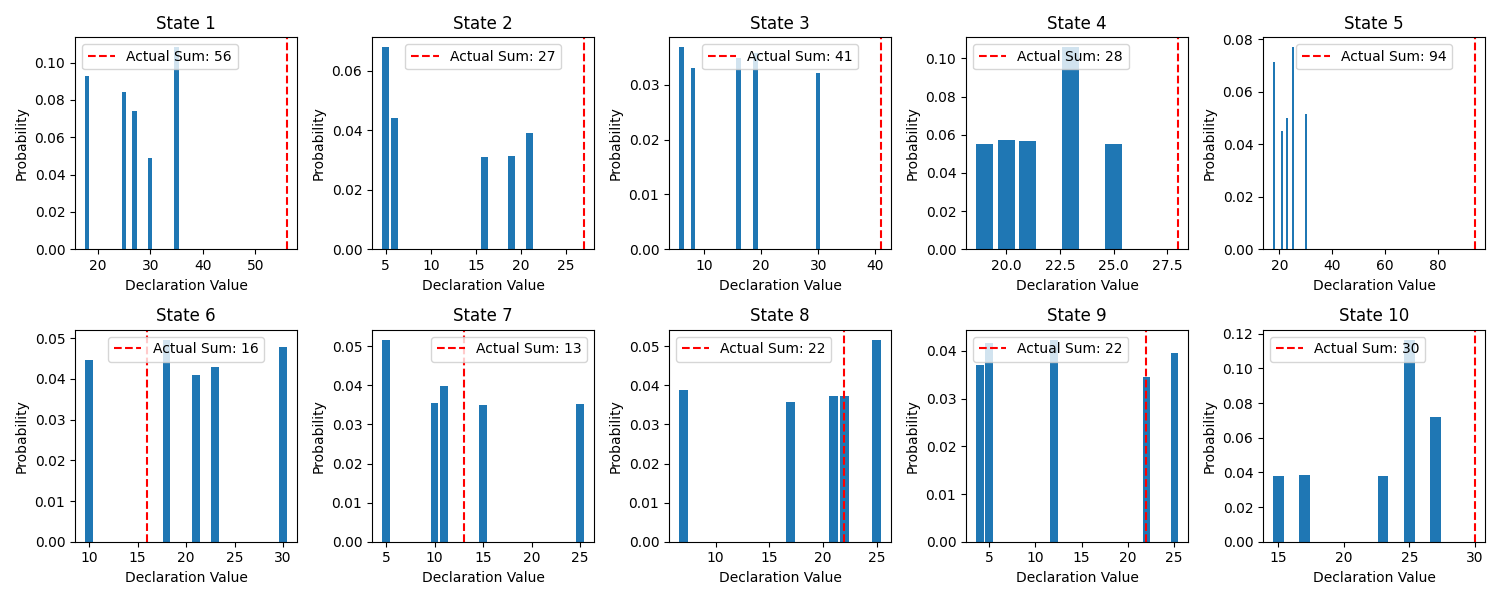 State 1
Actual Sum: 56
Probability
0.10
0.08
0.06
0.04
0.02
0.00
20 30 40 50
Declaration Value
State 2
Actual Sum: 27
Probability
0.06
0.04
0.02
0.00
5 10 15 20 25
Declaration Value
State 3
Actual Sum: 41
Probability
0.03
0.02
0.01
0.00
10 20 30 40
Declaration Value
State 4
Actual Sum: 28
Probability
0.10
0.08
0.06
0.04
0.02
0.00
20.0 22.5 25.0 27.5
Declaration Value
State 5
Actual Sum: 94
Probability
0.08
0.06
0.04
0.02
0.00
20 40 60 80
Declaration Value
State 6
Actual Sum: 16
Probability
0.05
0.04
0.03
0.02
0.01
0.00
10 15 20 25 30
Declaration Value
State 7
Actual Sum: 13
Probability
0.05
0.04
0.03
0.02
0.01
0.00
5 10 15 20 25
Declaration Value
State 8
Actual Sum: 22
Probability
0.05
0.04
0.03
0.02
0.01
0.00
10 15 20 25
Declaration Value
State 9
Actual Sum: 22
Probability
0.04
0.03
0.02
0.01
0.00
5 10 15 20 25
Declaration Value
State 10
Actual Sum: 30
Probability
0.12
0.10
0.08
0.06
0.04
0.02
0.00
15 20 25 30
Declaration Value